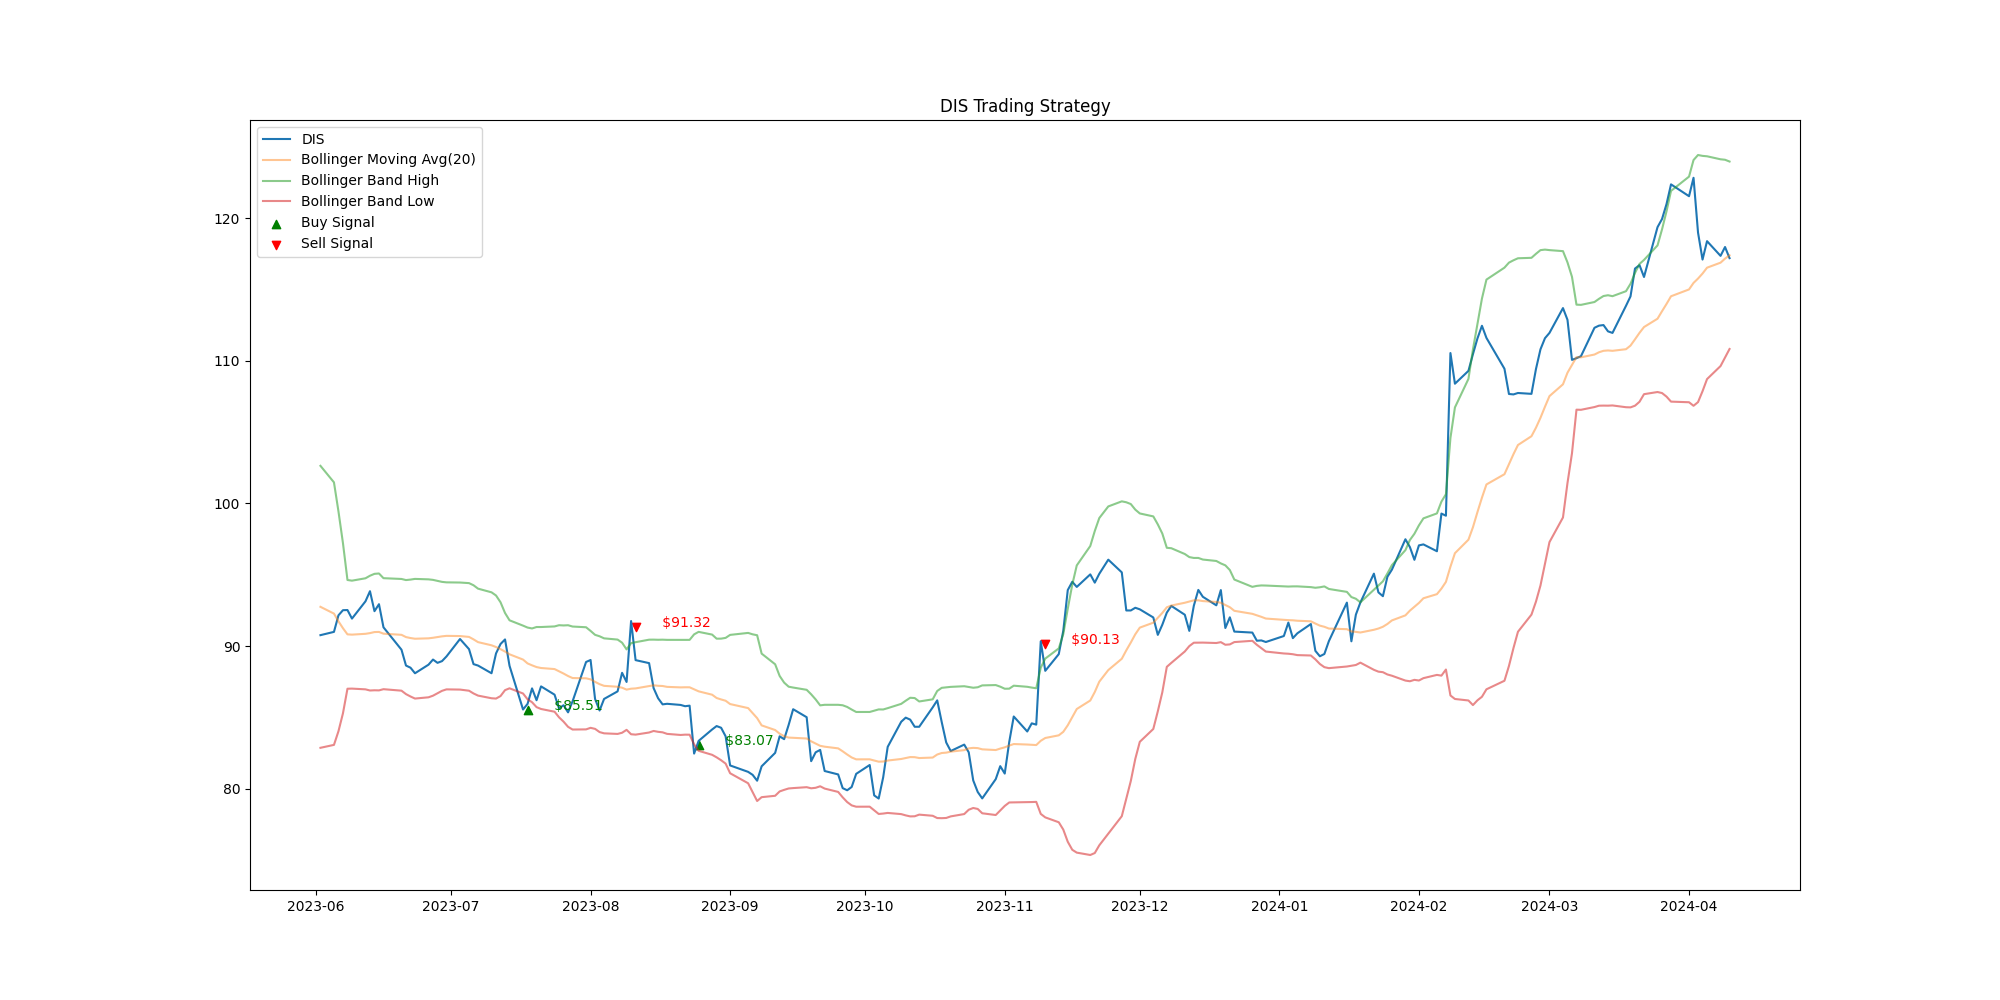 DIS Trading Strategy
DIS
Bollinger Moving Avg(20)
Bollinger Band High
Bollinger Band Low
Buy Signal
Sell Signal
120
110
100
90
80
$91.32
$90.13
$85.51
$83.07
2023-06 2023-07 2023-08 2023-09 2023-10 2023-11 2023-12 2024-01 2024-02 2024-03 2024-04